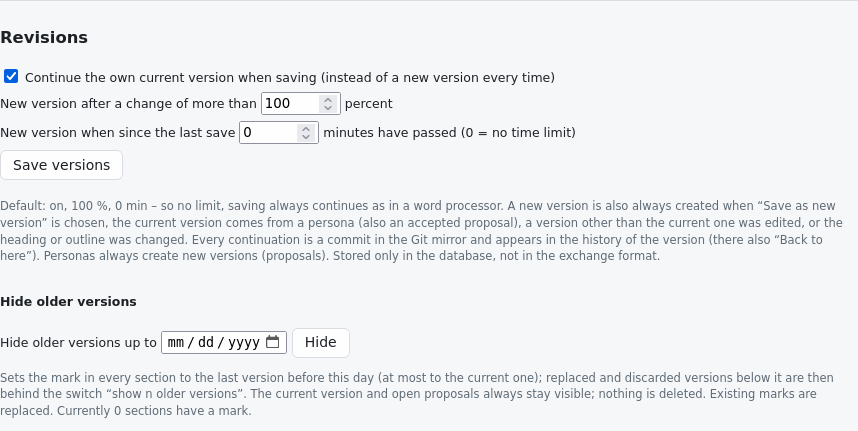 Revisions
Continue the own current version when saving (instead of a new version every time)
New version after a change of more than 100 percent
New version when since the last save 0 minutes have passed (0 = no time limit)
Save versions
Default: on, 100 %, 0 min – so no limit, saving always continues as in a word processor. A new version is also always created when “Save as new
version” is chosen, the current version comes from a persona (also an accepted proposal), a version other than the current one was edited, or the
heading or outline was changed. Every continuation is a commit in the Git mirror and appears in the history of the version (there also “Back to
here”). Personas always create new versions (proposals). Stored only in the database, not in the exchange format.
Hide older versions
Hide older versions up to mm/dd/yyyy Hide
Sets the mark in every section to the last version before this day (at most to the current one); replaced and discarded versions below it are then
behind the switch “show n older versions”. The current version and open proposals always stay visible; nothing is deleted. Existing marks are
replaced. Currently 0 sections have a mark.